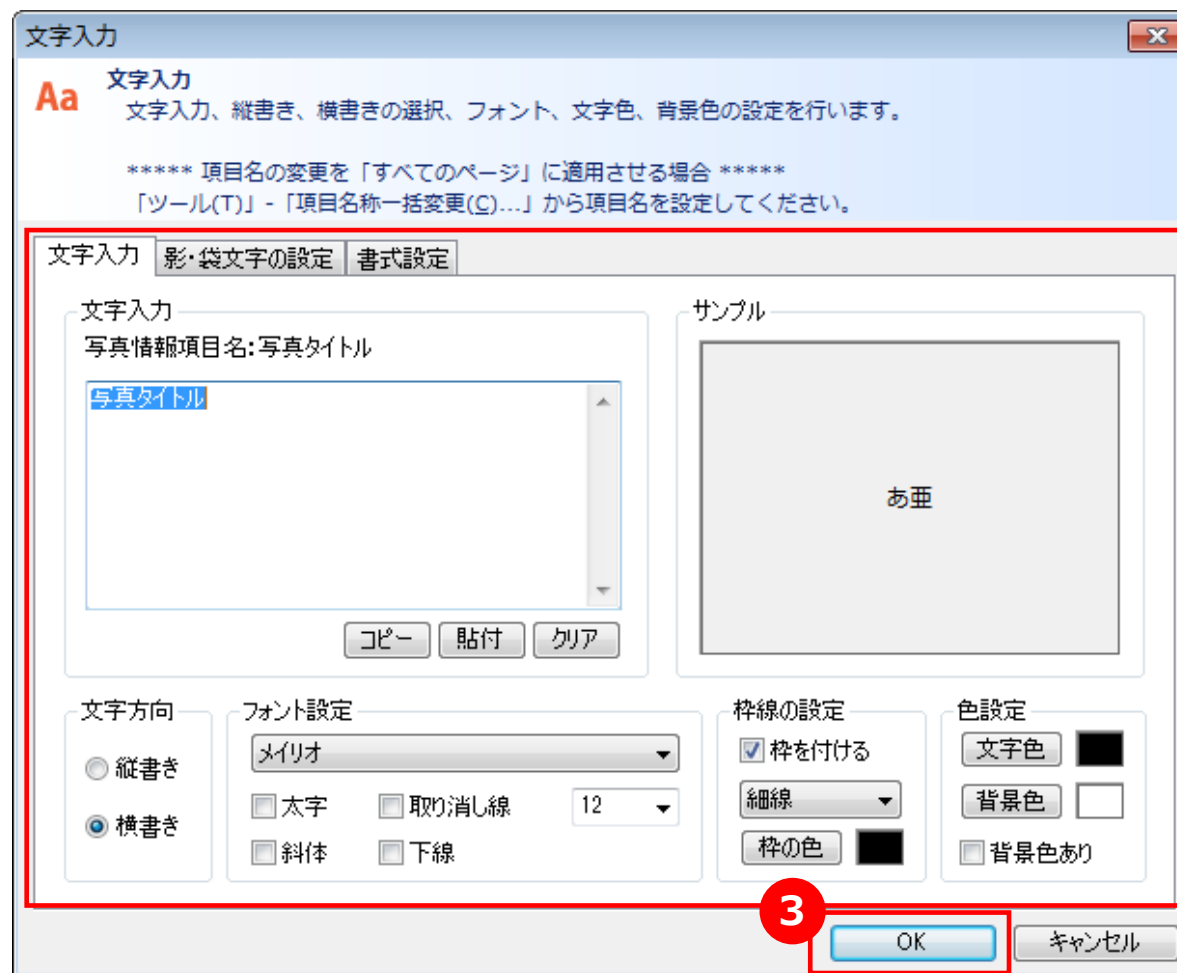 文字入力
Aa
文字入力
文字入力、縦書き、横書きの選択、フォント、文字色、背景色の設定を行います。
***** 項目名の変更を「すべてのページ」に適用させる場合 *****
「ツール(T)」-「項目名称一括変更(C)...」から項目名を設定してください。
文字入力 影・袋文字の設定 書式設定
文字入力
写真情報項目名:写真タイトル
写真タイトル
コピー 貼付 クリア
サンプル
あ亜
文字方向
縦書き
横書き
フォント設定
メイリオ
太字 取り消し線 12
斜体 下線
枠線の設定
枠を付ける
細線
枠の色
色設定
文字色
背景色
背景色あり
3
OK キャンセル